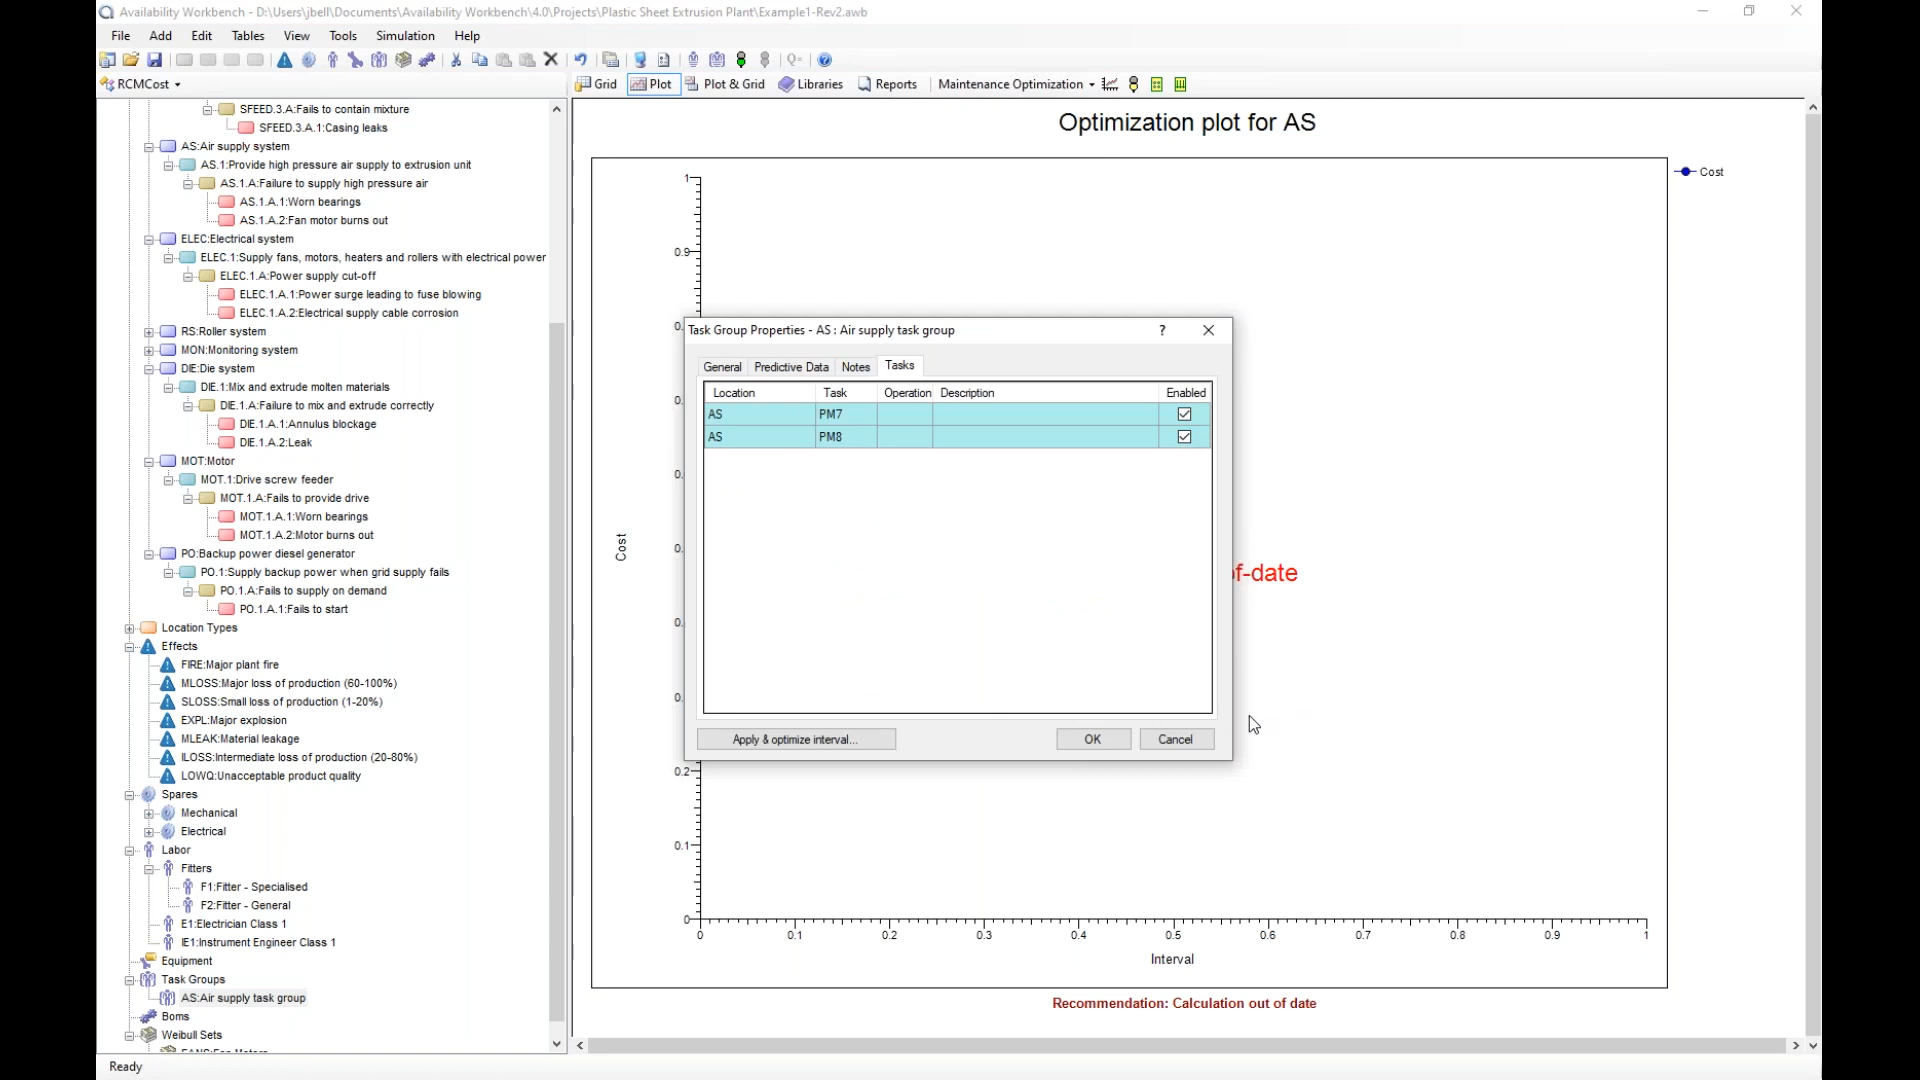 Availability Workbench - D:\Users\jbell\Documents\Availability Workbench\4.0\Projects\Plastic Sheet Extrusion Plant\Example1-Rev2.awb
File Add Edit Tables View Tools Simulation Help
RCMCost
Grid Plot Plot & Grid Libraries Reports Maintenance Optimization
SFEED.3.A:Fails to contain mixture
SFEED.3.A.1:Casing leaks
AS:Air supply system
AS.1:Provide high pressure air supply to extrusion unit
AS.1.A:Failure to supply high pressure air
AS.1.A.1:Worn bearings
AS.1.A.2:Fan motor burns out
ELEC:Electrical system
ELEC.1:Supply fans, motors, heaters and rollers with electrical power
ELEC.1.A:Power supply cut-off
ELEC.1.A.1:Power surge leading to fuse blowing
ELEC.1.A.2:Electrical supply cable corrosion
RS:Roller system
MON:Monitoring system
DIE:Die system
DIE.1:Mix and extrude molten materials
DIE.1.A:Failure to mix and extrude correctly
DIE.1.A.1:Annulus blockage
DIE.1.A.2:Leak
MOT:Motor
MOT.1:Drive screw feeder
MOT.1.A:Fails to provide drive
MOT.1.A.1:Worn bearings
MOT.1.A.2:Motor burns out
PO:Backup power diesel generator
PO.1:Supply backup power when grid supply fails
PO.1.A:Fails to supply on demand
PO.1.A.1:Fails to start
Location Types
Effects
FIRE:Major plant fire
MLOSS:Major loss of production (60-100%)
SLOSS:Small loss of production (1-20%)
EXPL:Major explosion
MLEAK:Material leakage
ILOSS:Intermediate loss of production (20-80%)
LOWQ:Unacceptable product quality
Spares
Mechanical
Electrical
Labor
Fitters
F1:Fitter - Specialised
F2:Fitter - General
E1:Electrician Class 1
IE1:Instrument Engineer Class 1
Equipment
Task Groups
AS:Air supply task group
Boms
Weibull Sets
Ready
Optimization plot for AS
Cost
1
0.9
0.
0.
0.
0.
0.
0.
0.2
0.1
0
Cost
f-date
0 0.1 0.2 0.3 0.4 0.5 0.6 0.7 0.8 0.9 1
Interval
Recommendation: Calculation out of date
Task Group Properties - AS : Air supply task group ?
General Predictive Data Notes Tasks
Location Task Operation Description Enabled
AS PM7
AS PM8
Apply & optimize interval... OK Cancel